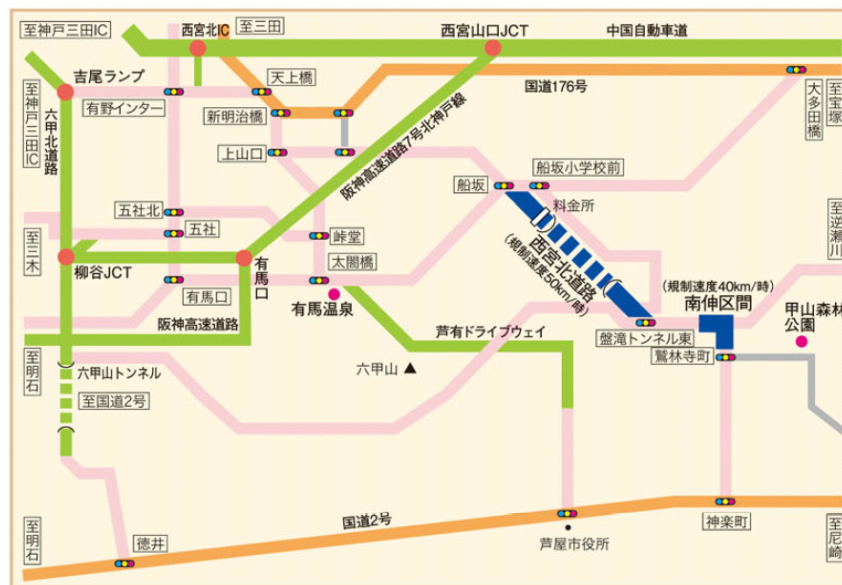 至神戸三田IC
西宮北IC
至三田
西宮山口JCT
中国自動車道
吉尾ランプ
天上橋
国道176号
大多田橋
至宝塚
至神戸三田IC
六甲北道路
有野インター
新明治橋
阪神高速道路7号北神戸線
上山口
船坂
船坂小学校前
料金所
五社北
五社
峠堂
西宮北道路
(規制速度50km/時)
至逆瀬川
至三木
柳谷JCT
有馬口
太閤橋
有馬口
有馬温泉
(規制速度40km/時)
南伸区間
甲山森林
公園
阪神高速道路
芦有ドライブウェイ
盤滝トンネル東
鷲林寺町
至明石
六甲山トンネル
六甲山▲
至国道2号
国道2号
神楽町
至明石
徳井
芦屋市役所
至尼崎